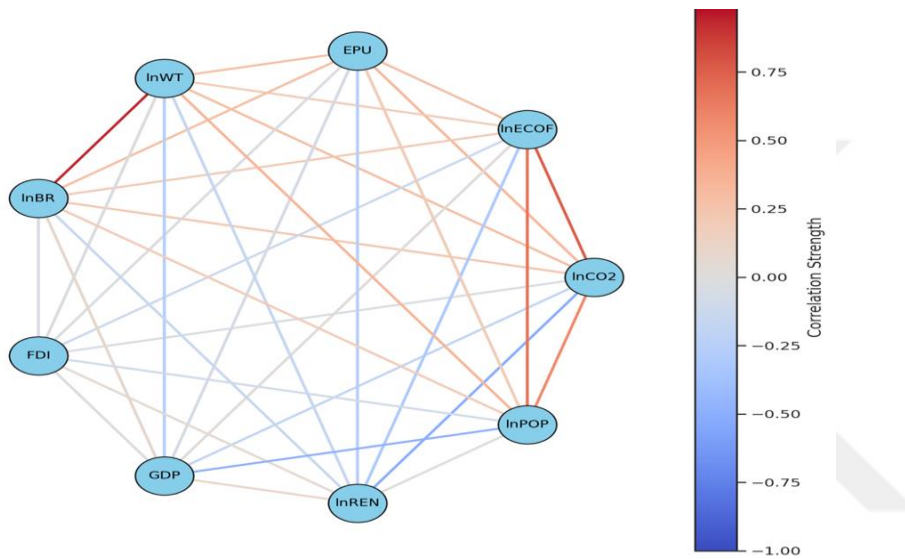 EPU
lnWT
lnECOF
lnBR
lnCO2
FDI
lnPOP
GDP
lnREN
0.75
0.50
0.25
0.00
−0.25
−0.50
−0.75
−1.00
Correlation Strength